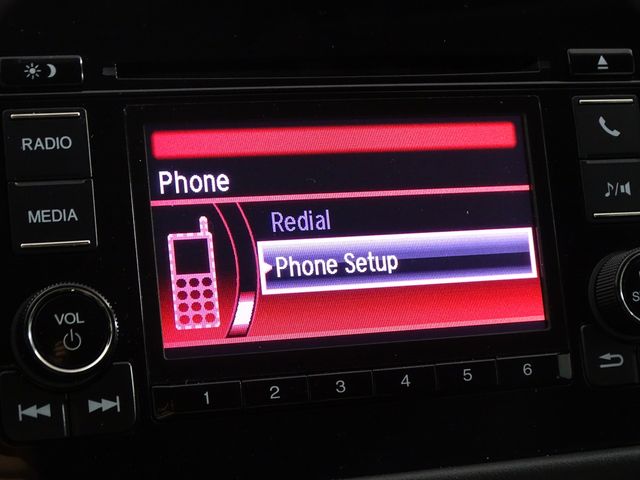 RADIO
MEDIA
VOL
Phone
Redial
Phone Setup
1 2 3 4 5 6